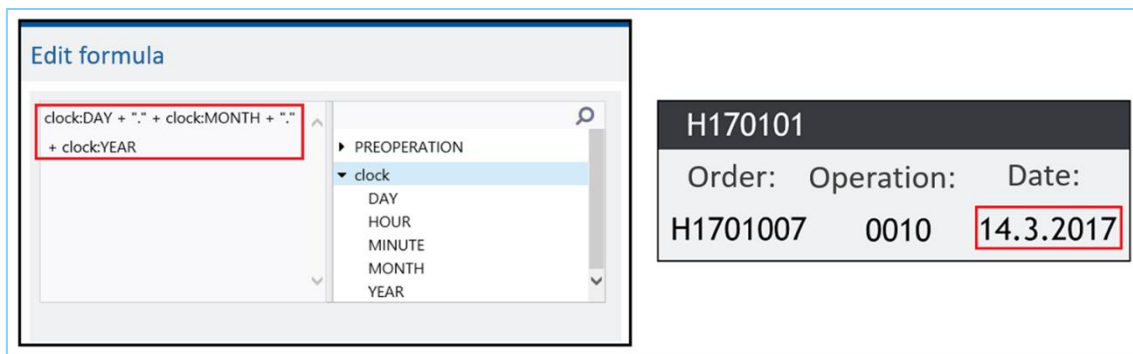 Edit formula
clock:DAY + "." + clock:MONTH + "."
+ clock:YEAR
PREOPERATION
clock
DAY
HOUR
MINUTE
MONTH
YEAR
H170101
Order: Operation: Date:
H1701007 0010 14.3.2017